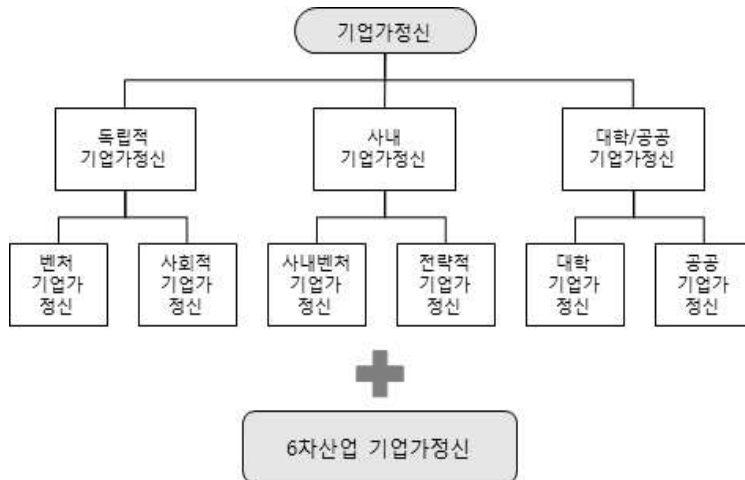 기업가정신
독립적
기업가정신
사내
기업가정신
대학/공공
기업가정신
벤처
기업가
정신
사회적
기업가
정신
사내벤처
기업가
정신
전략적
기업가
정신
대학
기업가
정신
공공
기업가
정신
6차산업 기업가정신